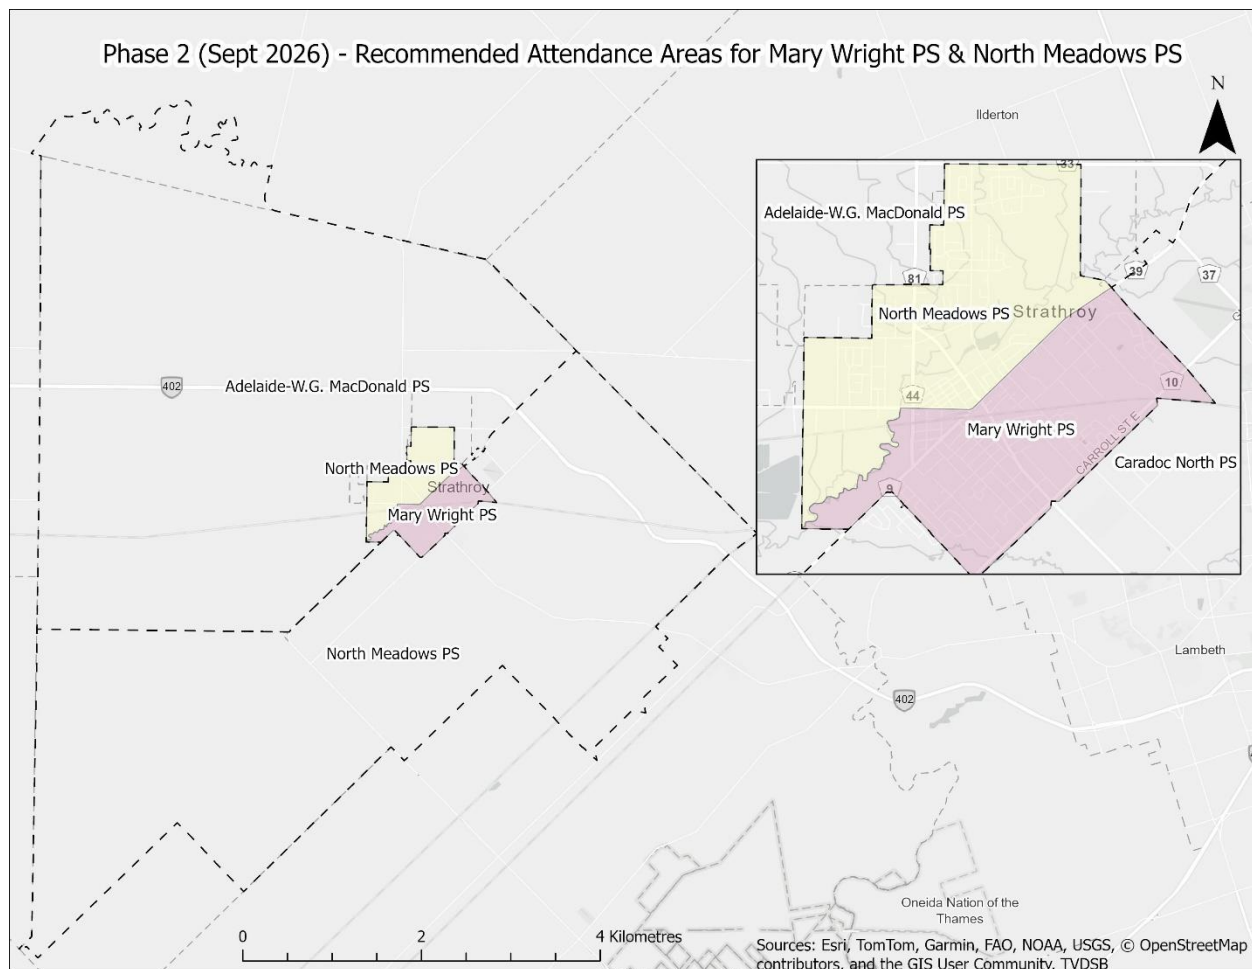 Phase 2 (Sept 2026) - Recommended Attendance Areas for Mary Wright PS & North Meadows PS
N
Ilderton
33
Adelaide-W.G. MacDonald PS
39
37
81
North Meadows PS
Strathroy
402
Adelaide-W.G. MacDonald PS
10
44
Mary Wright PS
CARROLL ST E
Caradoc North PS
North Meadows PS
Strathroy
9
Mary Wright PS
North Meadows PS
Lambeth
402
Oneida Nation of the
Thames
0
2
4 Kilometres
Sources: Esri, TomTom, Garmin, FAO, NOAA, USGS, © OpenStreetMap
contributors, and the GIS User Community, TVDSB